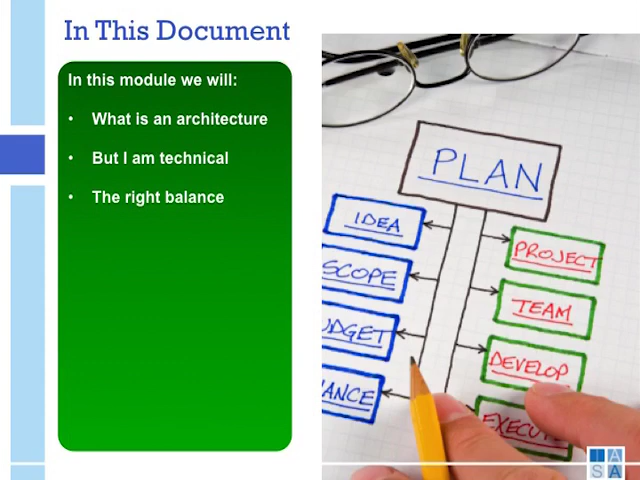 In This Document
In this module we will:
• What is an architecture
• But I am technical
• The right balance
PLAN
IDEA
SCOPE
PROJECT
TEAM
DEVELOP
IASA